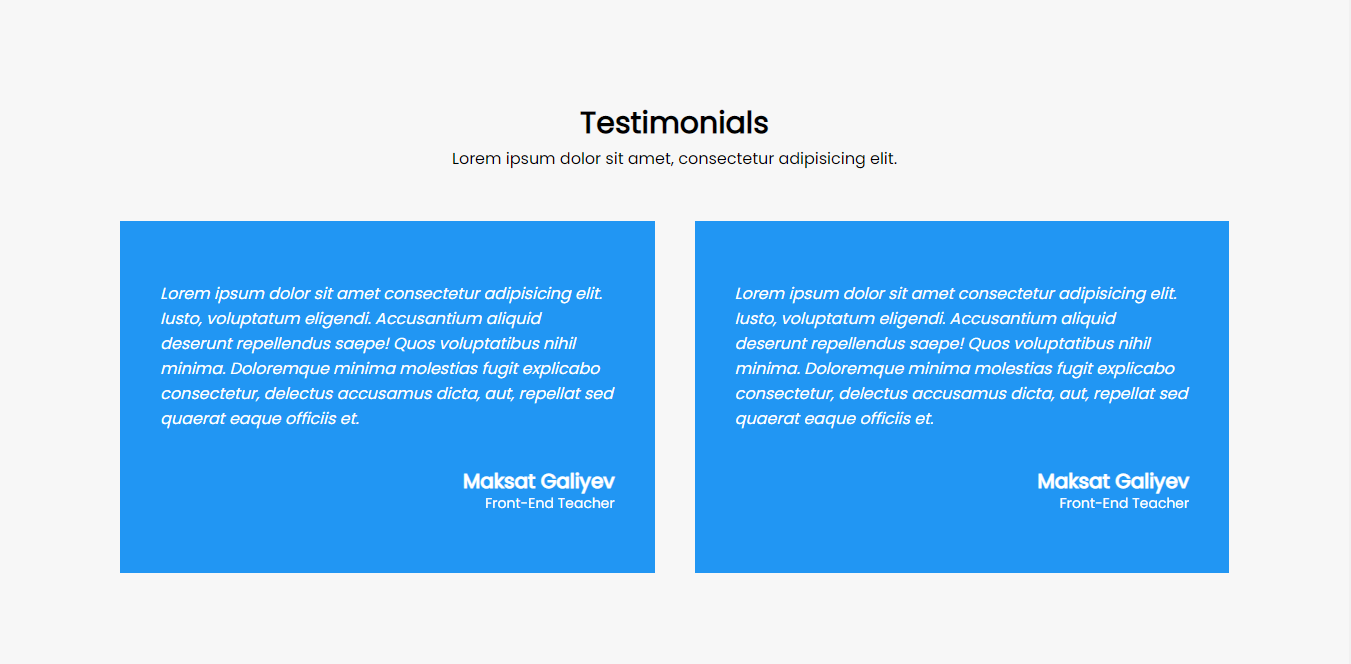 Testimonials
Lorem ipsum dolor sit amet, consectetur adipisicing elit.
Lorem ipsum dolor sit amet consectetur adipisicing elit.
Iusto, voluptatum eligendi. Accusantium aliquid
deserunt repellendus saepe! Quos voluptatibus nihil
minima. Doloremque minima molestias fugit explicabo
consectetur, delectus accusamus dicta, aut, repellat sed
quaerat eaque officiis et.
Maksat Galiyev
Front-End Teacher
Lorem ipsum dolor sit amet consectetur adipisicing elit.
Iusto, voluptatum eligendi. Accusantium aliquid
deserunt repellendus saepe! Quos voluptatibus nihil
minima. Doloremque minima molestias fugit explicabo
consectetur, delectus accusamus dicta, aut, repellat sed
quaerat eaque officiis et.
Maksat Galiyev
Front-End Teacher